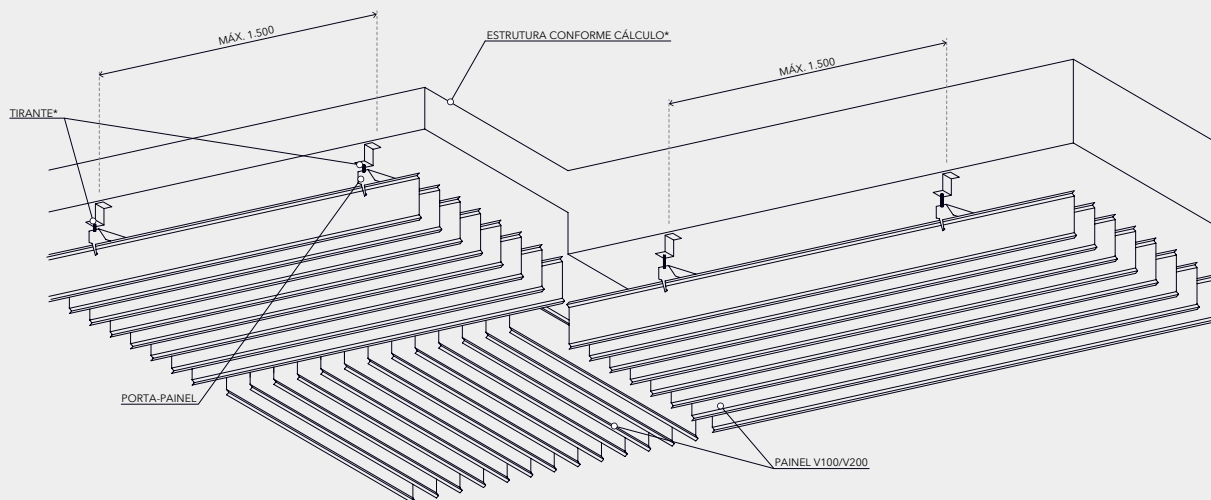 MÁX. 1.500
ESTRUTURA CONFORME CÁLCULO*
MÁX. 1.500
TIRANTE*
PORTA-PAINEL
PAINEL V100/V200